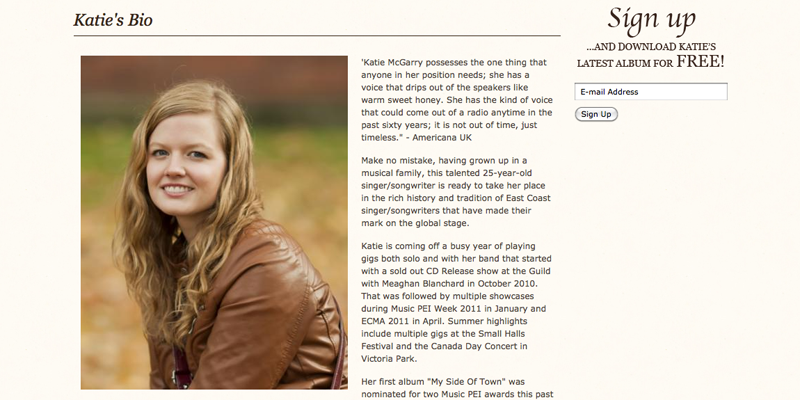 Katie's Bio
'Katie McGarry possesses the one thing that
anyone in her position needs; she has a
voice that drips out of the speakers like
warm sweet honey. She has the kind of voice
that could come out of a radio anytime in the
past sixty years; it is not out of time, just
timeless." - Americana UK
Make no mistake, having grown up in a
musical family, this talented 25-year-old
singer/songwriter is ready to take her place
in the rich history and tradition of East Coast
singer/songwriters that have made their
mark on the global stage.
Katie is coming off a busy year of playing
gigs both solo and with her band that started
with a sold out CD Release show at the Guild
with Meaghan Blanchard in October 2010.
That was followed by multiple showcases
during Music PEI Week 2011 in January and
ECMA 2011 in April. Summer highlights
include multiple gigs at the Small Halls
Festival and the Canada Day Concert in
Victoria Park.
Her first album "My Side Of Town" was
nominated for two Music PEI awards this past
Sign up
...AND DOWNLOAD KATIE'S
LATEST ALBUM FOR FREE!
E-mail Address
Sign Up